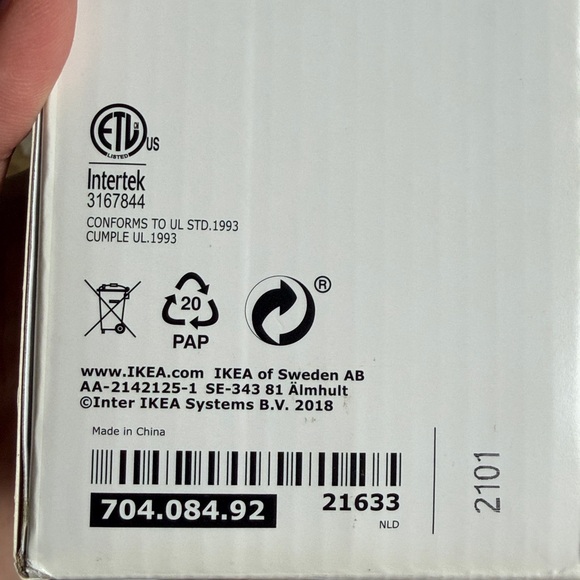 ETL
CM
US
LISTED
Intertek
3167844
CONFORMS TO UL STD.1993
CUMPLE UL.1993
20
PAP
®
www.IKEA.com IKEA of Sweden AB
AA-2142125-1 SE-343 81 Älmhult
©Inter IKEA Systems B.V. 2018
Made in China
704.084.92
21633
NLD
2101